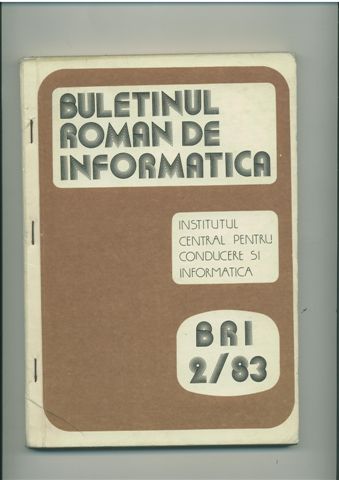 BULETINUL
ROMAN DE
INFORMATICA
INSTITUTUL
CENTRAL PENTRU
CONDUCERE SI
INFORMATICA
BRI
2/83